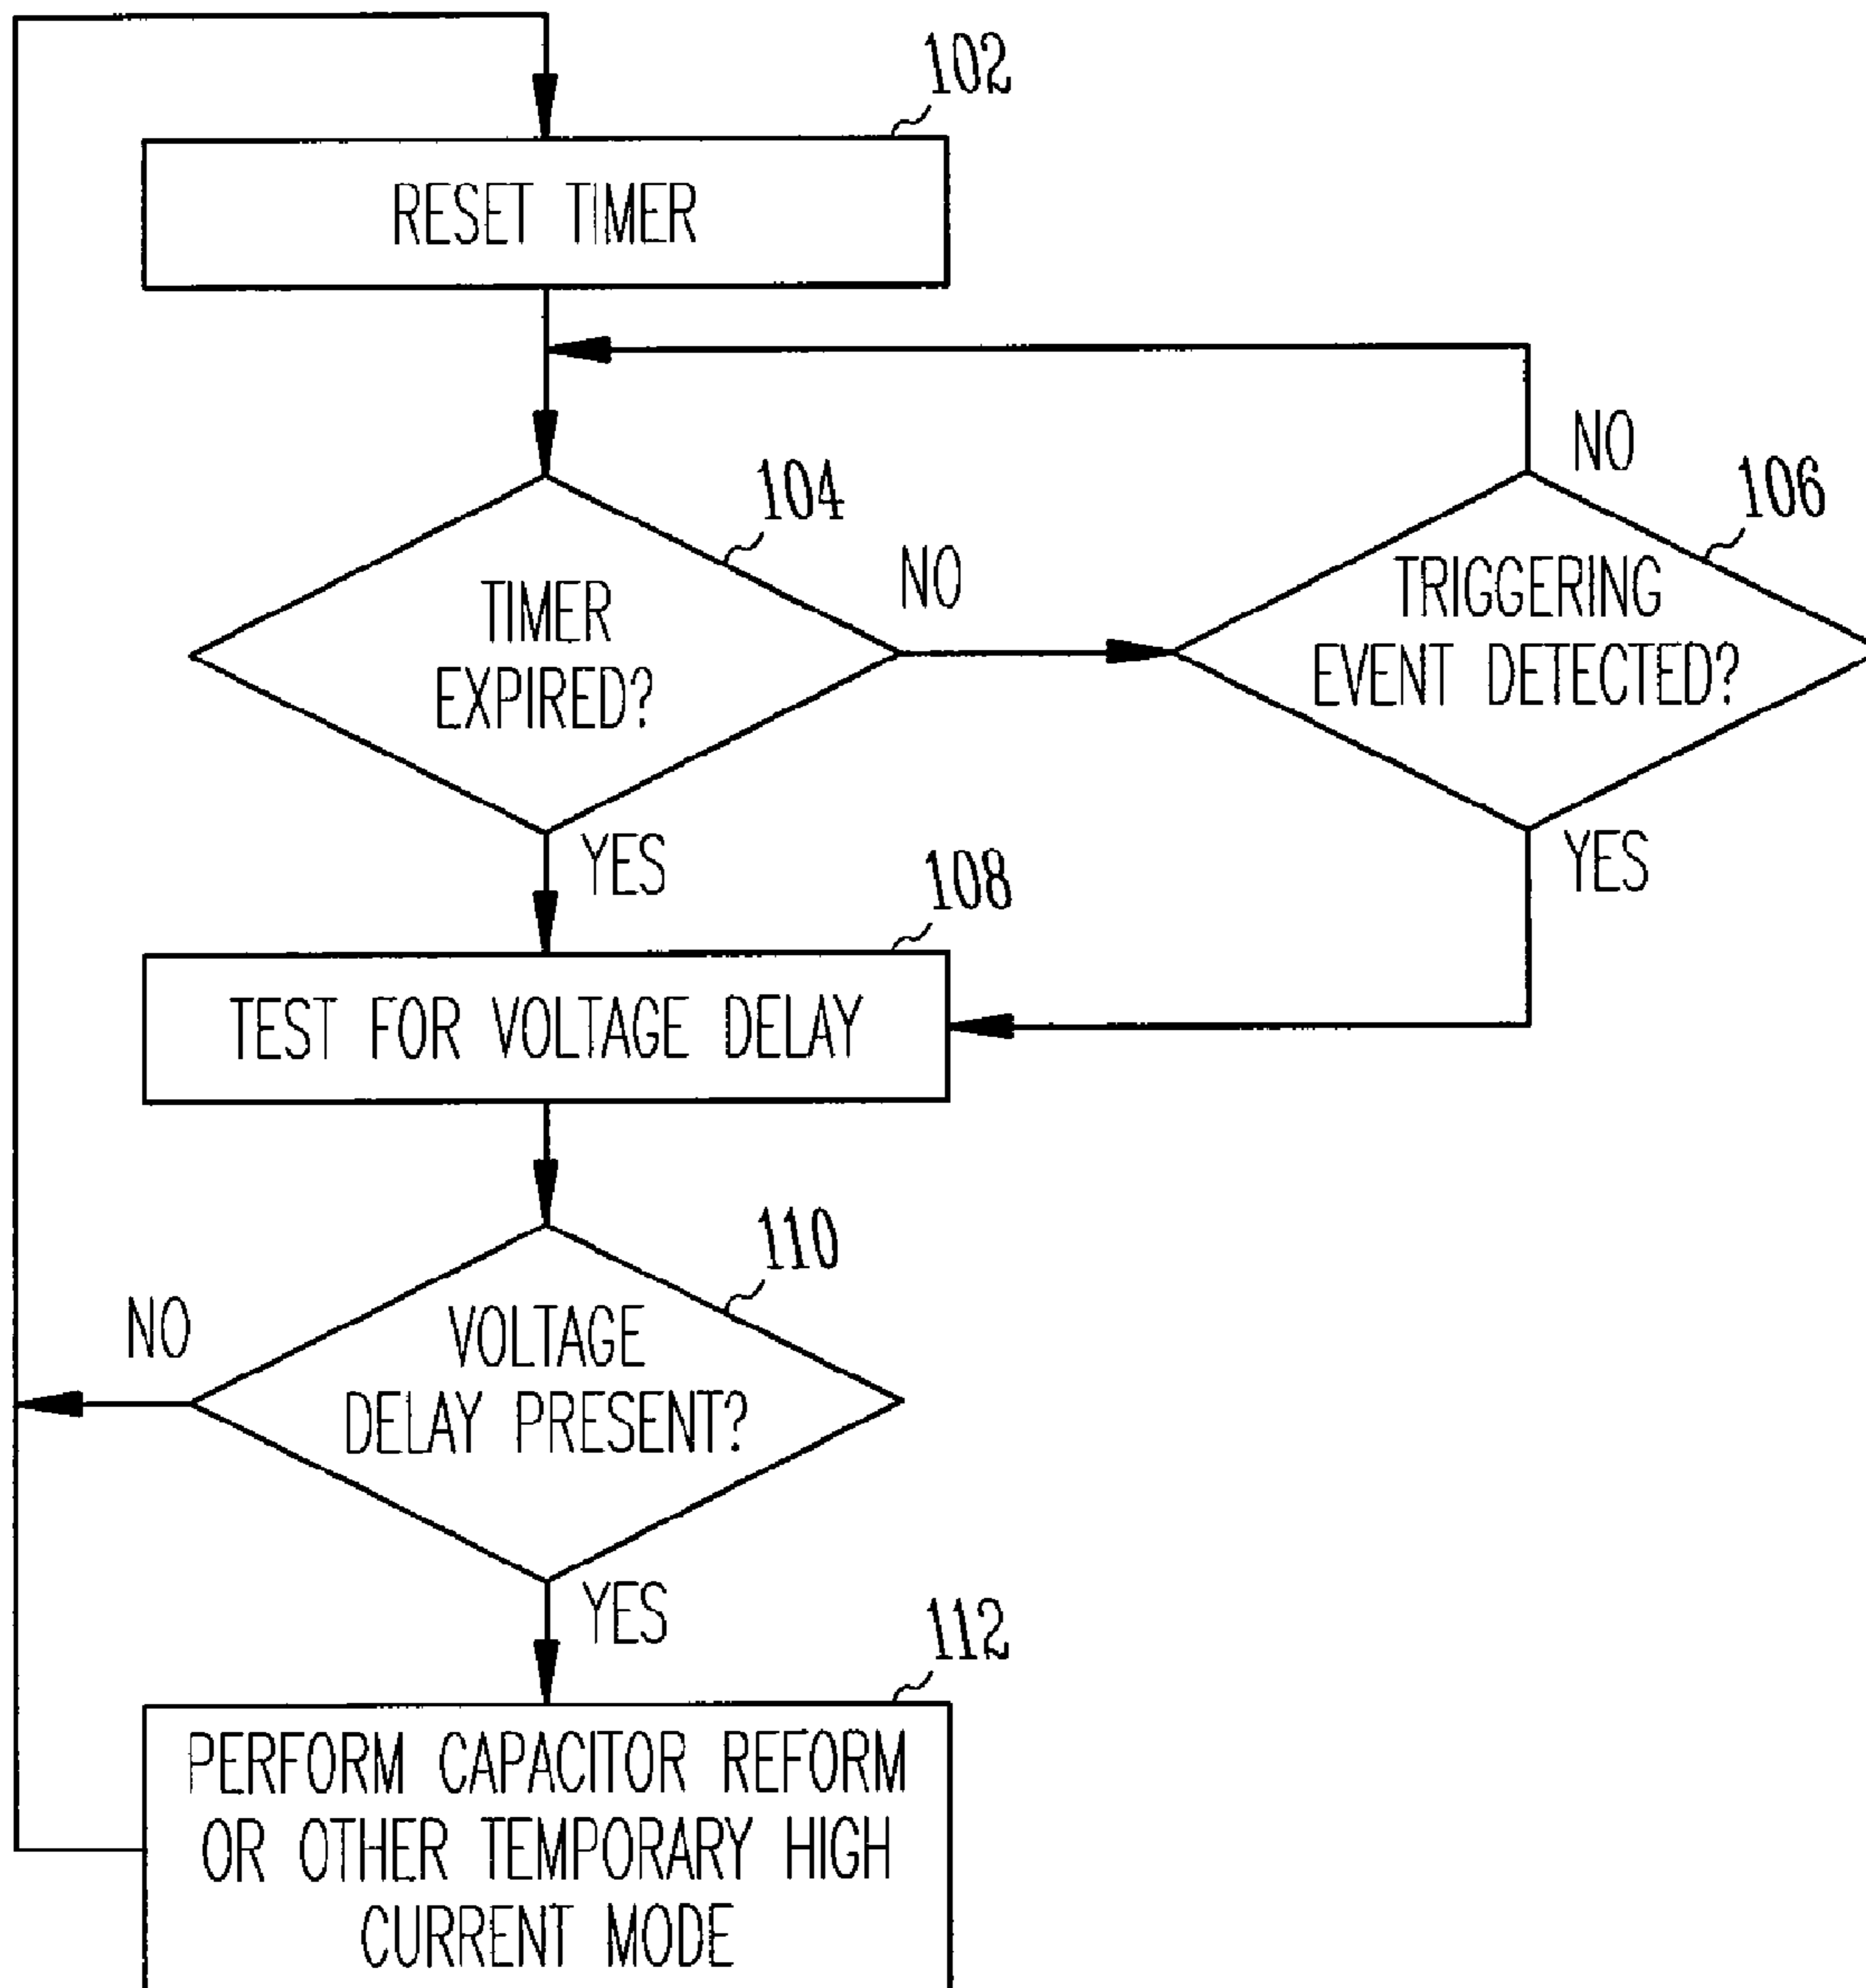 102
RESET TIMER
NO
104
106
NO
TIMER
EXPIRED?
TRIGGERING
EVENT DETECTED?
YES
YES
108
TEST FOR VOLTAGE DELAY
110
NO
VOLTAGE
DELAY PRESENT?
YES
112
PERFORM CAPACITOR REFORM
OR OTHER TEMPORARY HIGH
CURRENT MODE